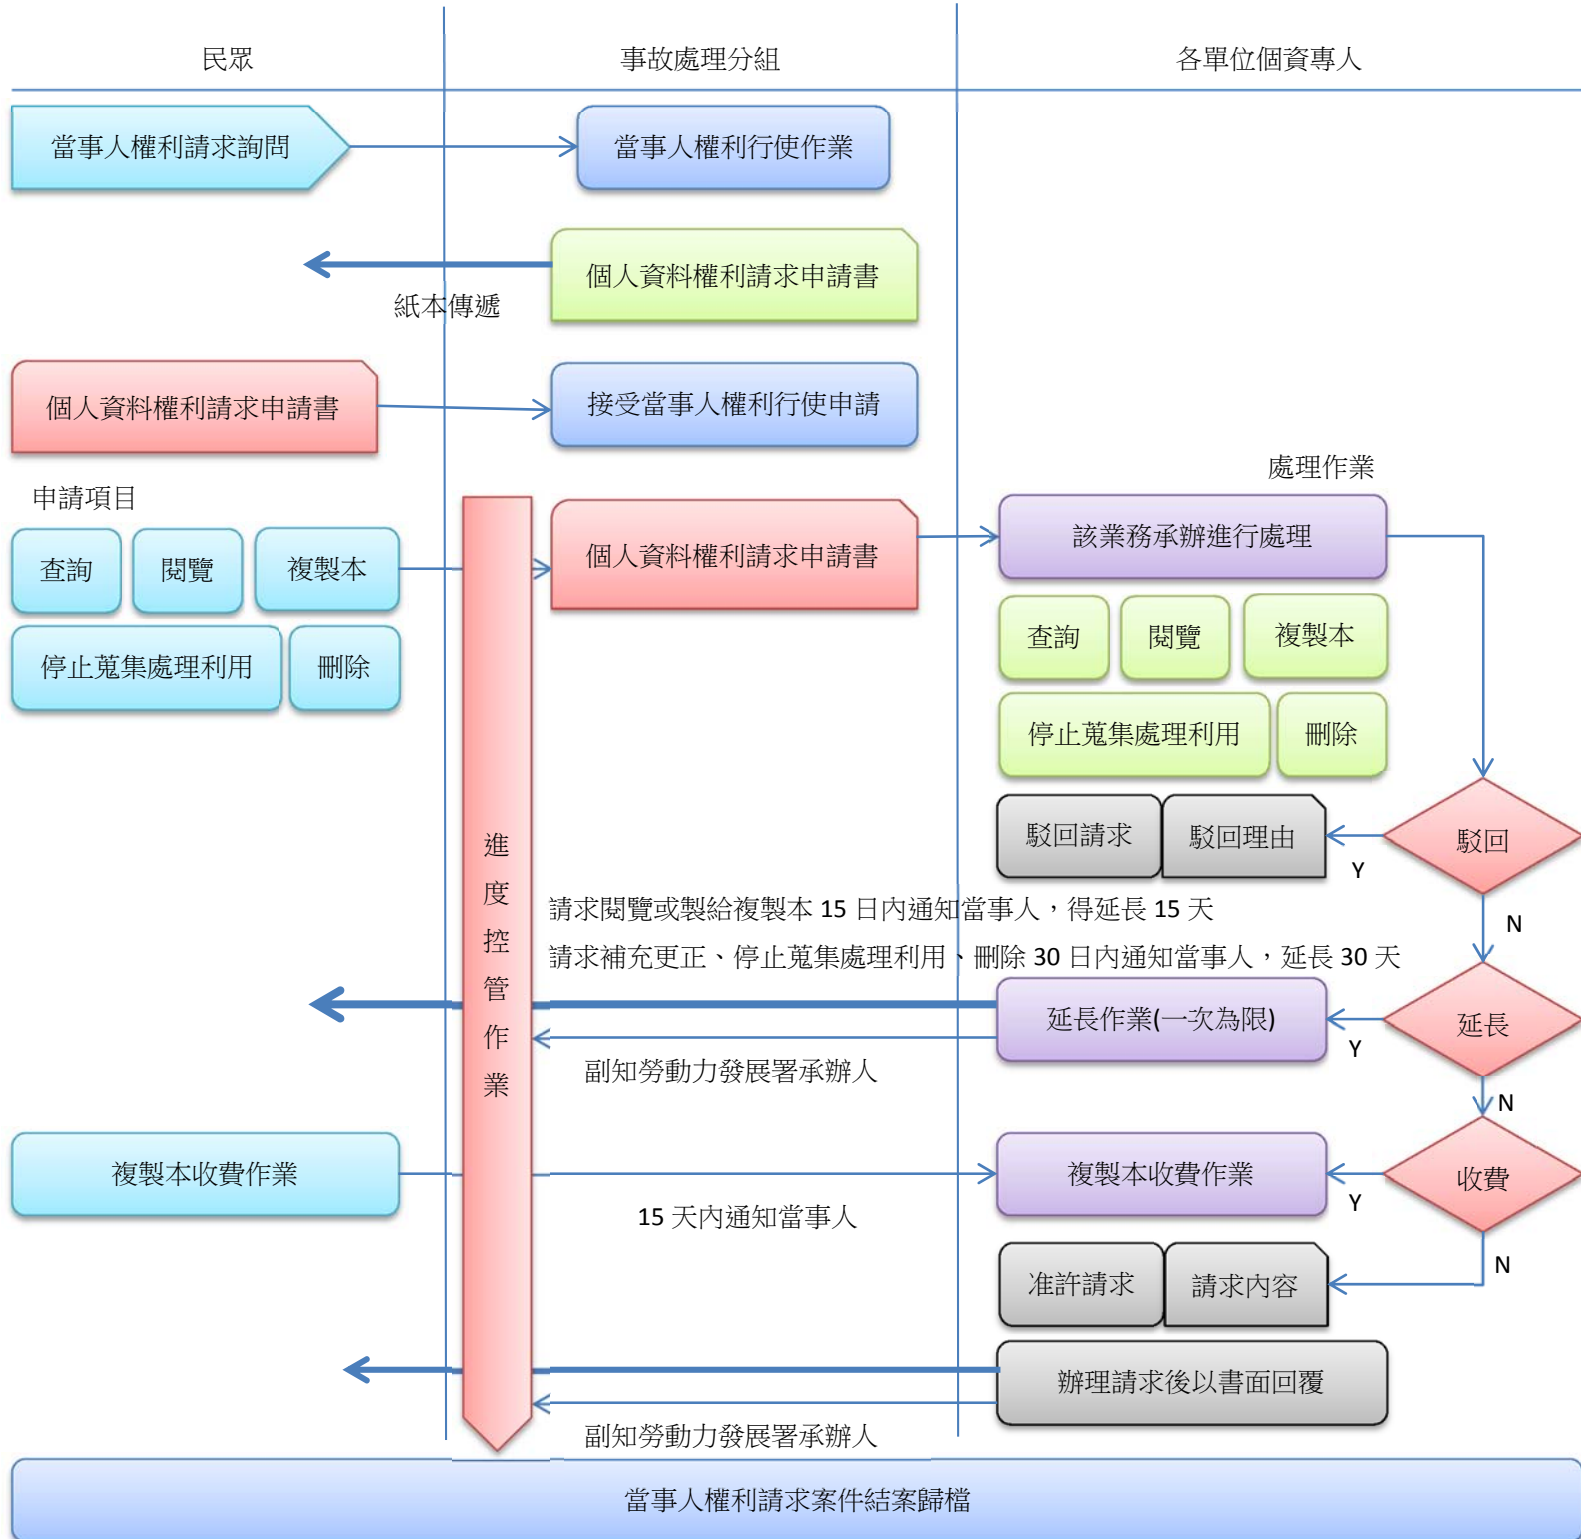 民眾
事故處理分組
各單位個資專人
當事人權利請求詢問
當事人權利行使作業
個人資料權利請求申請書
紙本傳遞
個人資料權利請求申請書
接受當事人權利行使申請
處理作業
申請項目
個人資料權利請求申請書
該業務承辦進行處理
查詢
閱覽
複製本
停止蒐集處理利用
刪除
查詢
閱覽
複製本
停止蒐集處理利用
刪除
進度控管作業
駁回請求
駁回理由
駁回
Y
N
請求閱覽或製給複製本 15 日內通知當事人，得延長 15 天
請求補充更正、停止蒐集處理利用、刪除 30 日內通知當事人，延長 30 天
延長作業(一次為限)
延長
Y
N
副知勞動力發展署承辦人
複製本收費作業
複製本收費作業
收費
Y
N
15 天內通知當事人
准許請求
請求內容
辦理請求後以書面回覆
副知勞動力發展署承辦人
當事人權利請求案件結案歸檔